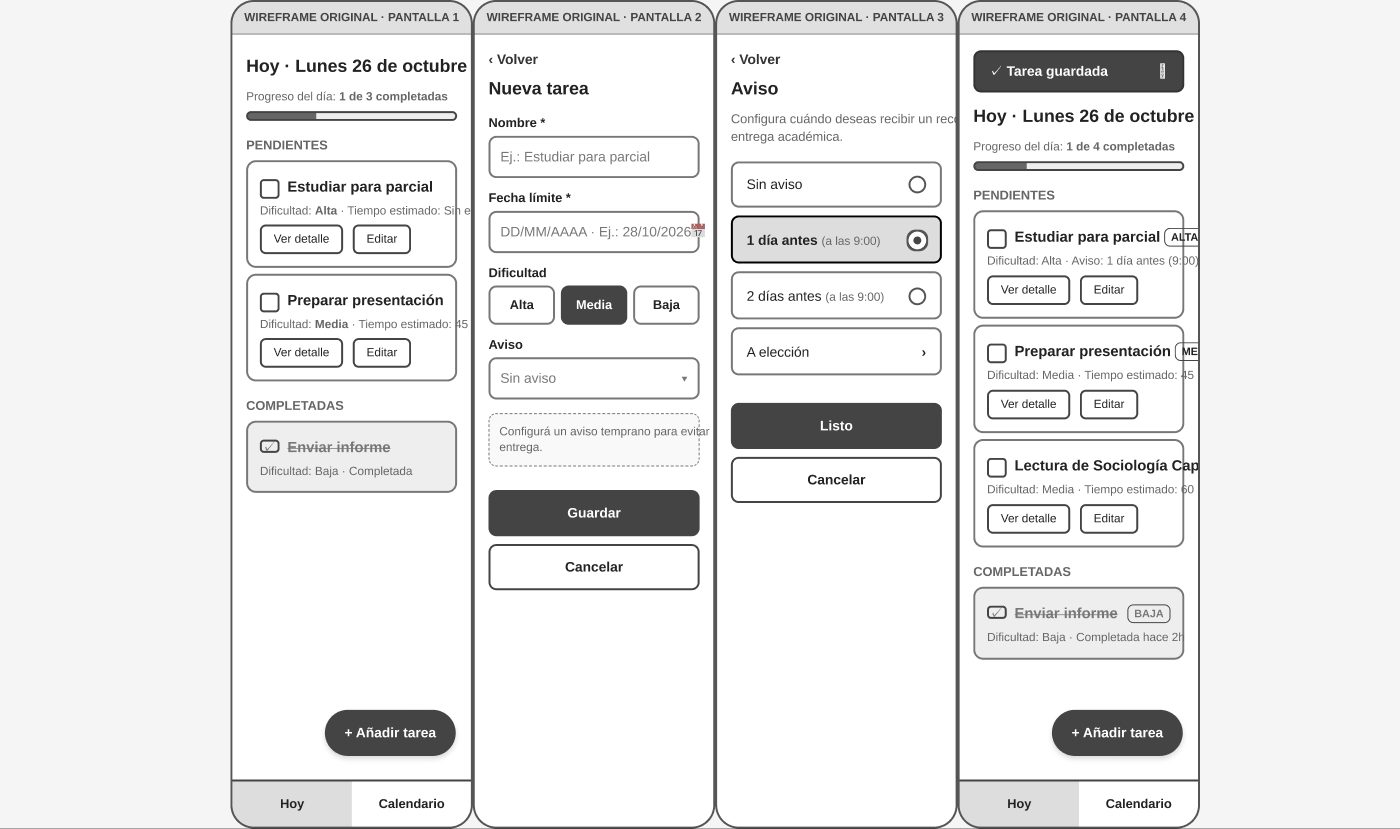 WIREFRAME ORIGINAL · PANTALLA 1
Hoy · Lunes 26 de octubre
Progreso del día: 1 de 3 completadas
PENDIENTES
Estudiar para parcial
Dificultad: Alta · Tiempo estimado: Sin
Ver detalle
Editar
Preparar presentación
Dificultad: Media · Tiempo estimado: 45
Ver detalle
Editar
COMPLETADAS
✓ Enviar informe
Dificultad: Baja · Completada
+ Añadir tarea
Hoy
Calendario
WIREFRAME ORIGINAL · PANTALLA 2
‹ Volver
Nueva tarea
Nombre *
Ej.: Estudiar para parcial
Fecha límite *
DD/MM/AAAA · Ej.: 28/10/2026
Dificultad
Alta
Media
Baja
Aviso
Sin aviso ▾
Configurá un aviso temprano para evitar
entrega.
Guardar
Cancelar
WIREFRAME ORIGINAL · PANTALLA 3
‹ Volver
Aviso
Configura cuándo deseas recibir un
entrega académica.
Sin aviso
1 día antes (a las 9:00)
2 días antes (a las 9:00)
A elección ›
Listo
Cancelar
WIREFRAME ORIGINAL · PANTALLA 4
✓ Tarea guardada
Hoy · Lunes 26 de octubre
Progreso del día: 1 de 4 completadas
PENDIENTES
Estudiar para parcial ALTA
Dificultad: Alta · Aviso: 1 día antes (9:00)
Ver detalle
Editar
Preparar presentación
Dificultad: Media · Tiempo estimado: 45
Ver detalle
Editar
Lectura de Sociología Cap
Dificultad: Media · Tiempo estimado: 60
Ver detalle
Editar
COMPLETADAS
✓ Enviar informe BAJA
Dificultad: Baja · Completada hace 2h
+ Añadir tarea
Hoy
Calendario